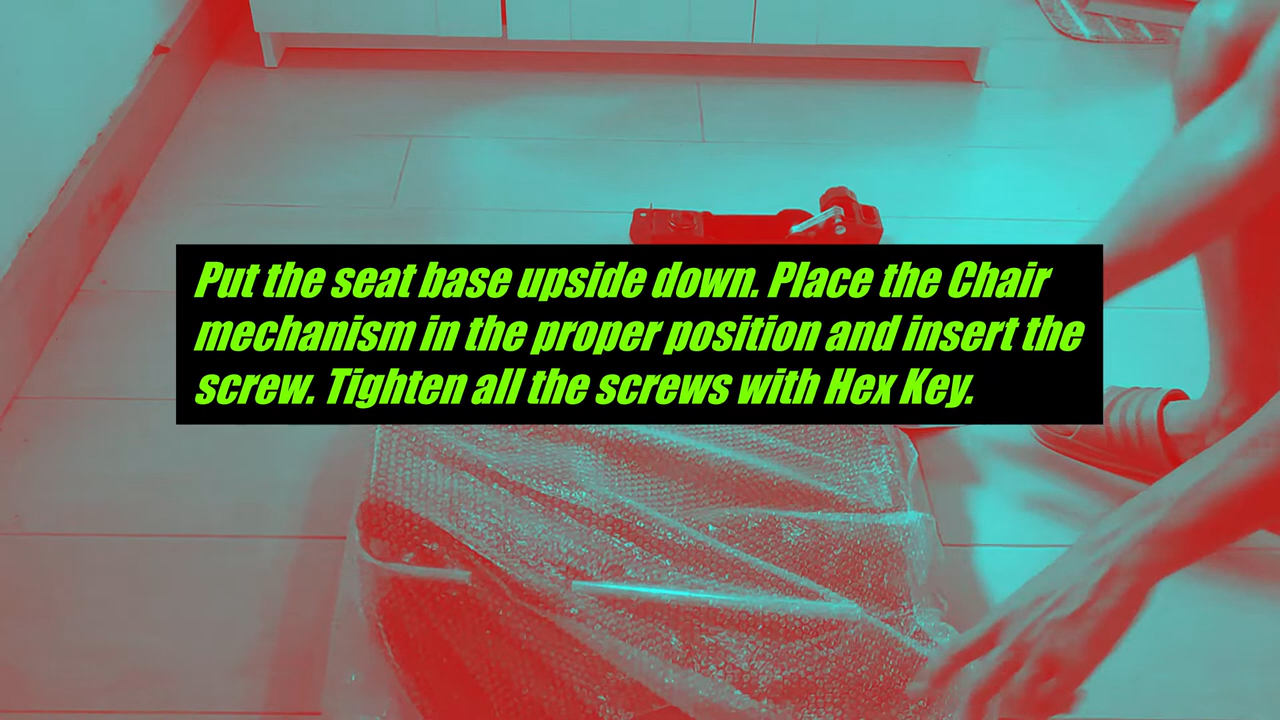 Put the seat base upside down. Place the Chair
mechanism in the proper position and insert the
screw. Tighten all the screws with Hex Key.